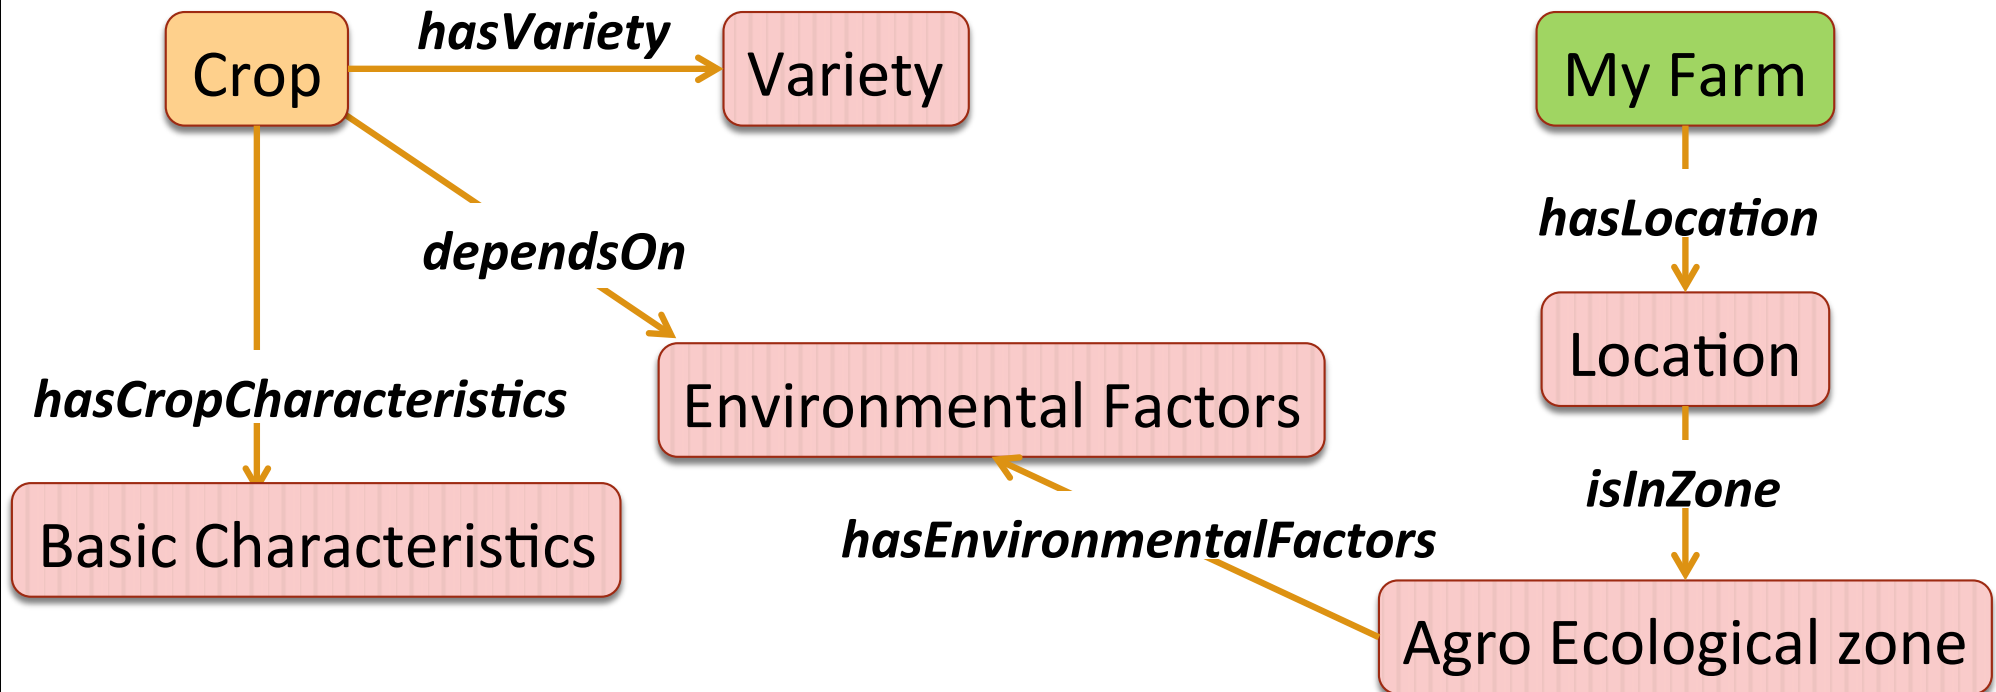 hasVariety
Crop
Variety
My Farm
hasLocation
dependsOn
Location
hasCropCharacteristics
Environmental Factors
isInZone
Basic Characteristics
hasEnvironmentalFactors
Agro Ecological zone